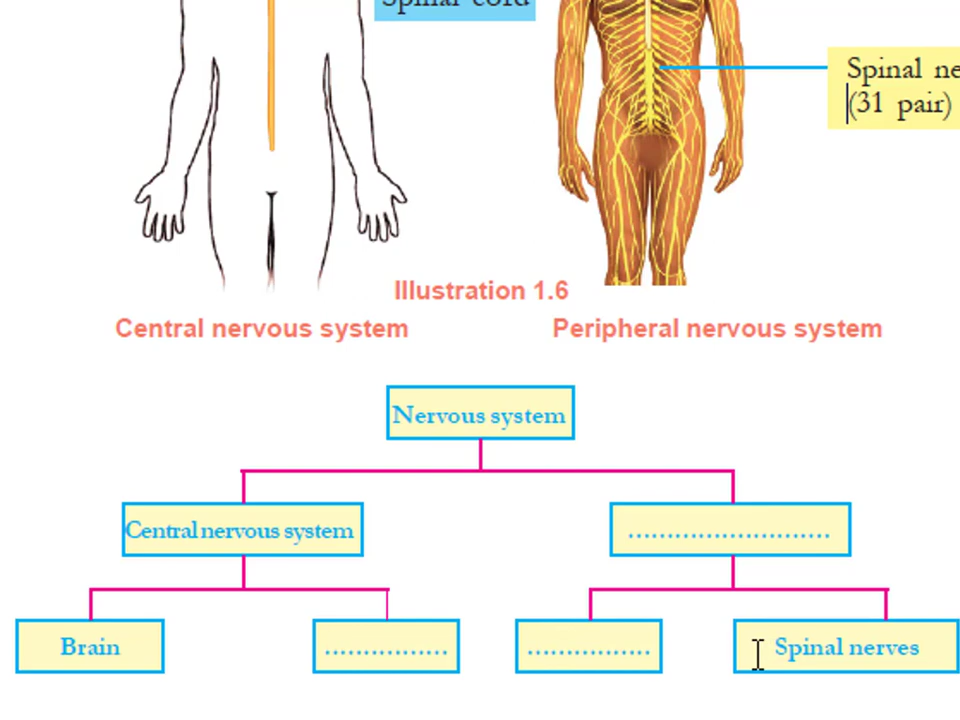 Spinal cord
Spinal
(31 pair)
Illustration 1.6
Central nervous system
Peripheral nervous system
Nervous system
Central nervous system
.........................
Brain
................
................
Spinal nerves